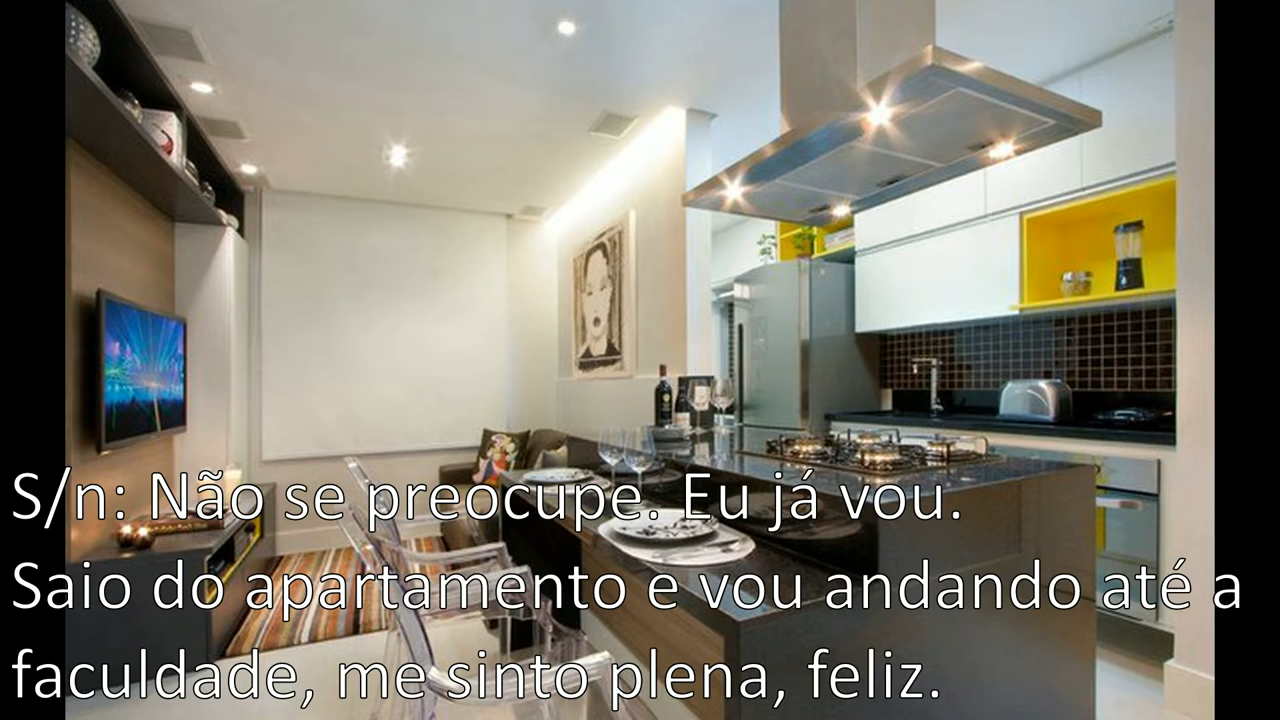 S/n: Não se preocupe. Eu já vou.
Saio do apartamento e vou andando até a
faculdade, me sinto plena, feliz.